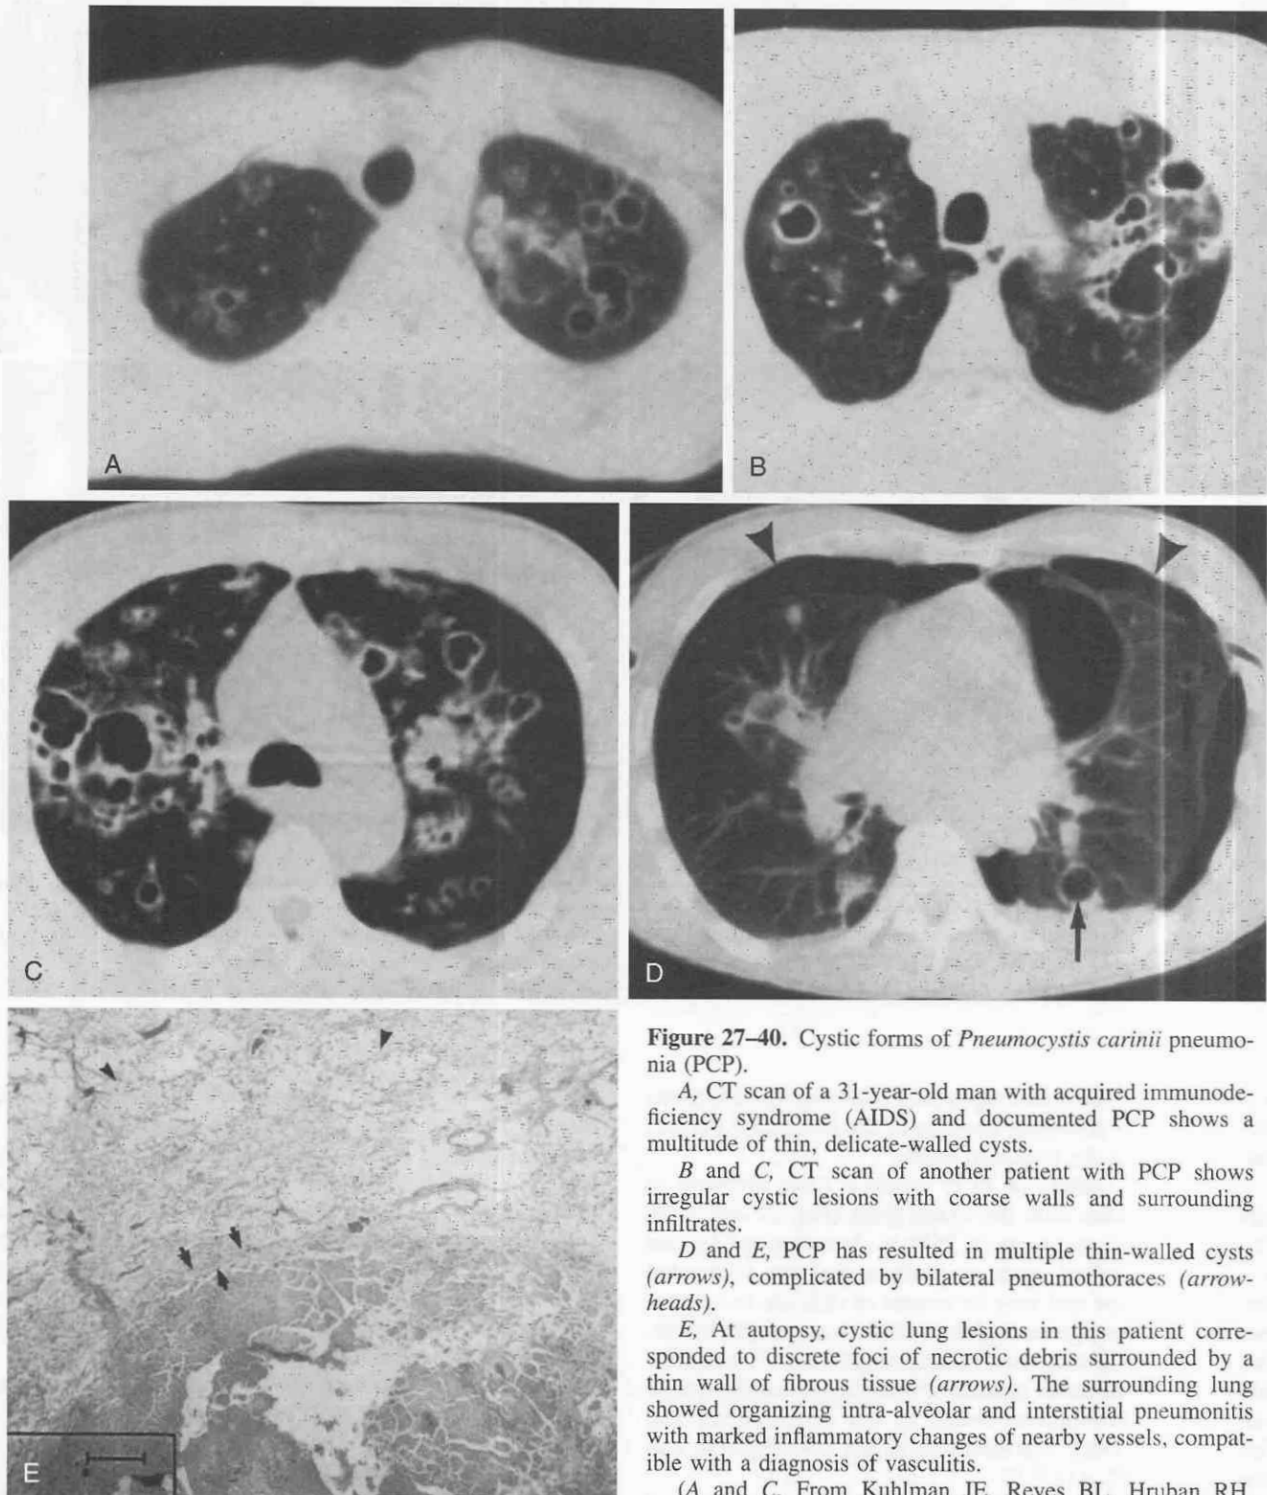 A
B
C
D
E
Figure 27–40. Cystic forms of Pneumocystis carinii pneumo-
nia (PCP).
A, CT scan of a 31-year-old man with acquired immunode-
ficiency syndrome (AIDS) and documented PCP shows a
multitude of thin, delicate-walled cysts.
B and C, CT scan of another patient with PCP shows
irregular cystic lesions with coarse walls and surrounding
infiltrates.
D and E, PCP has resulted in multiple thin-walled cysts
(arrows), complicated by bilateral pneumothoraces (arrow-
heads).
E, At autopsy, cystic lung lesions in this patient corre-
sponded to discrete foci of necrotic debris surrounded by a
thin wall of fibrous tissue (arrows). The surrounding lung
showed organizing intra-alveolar and interstitial pneumonitis
with marked inflammatory changes of nearby vessels, compat-
ible with a diagnosis of vasculitis.
(A and C, From Kuhlman JE, Reyes BL, Hruban RH,